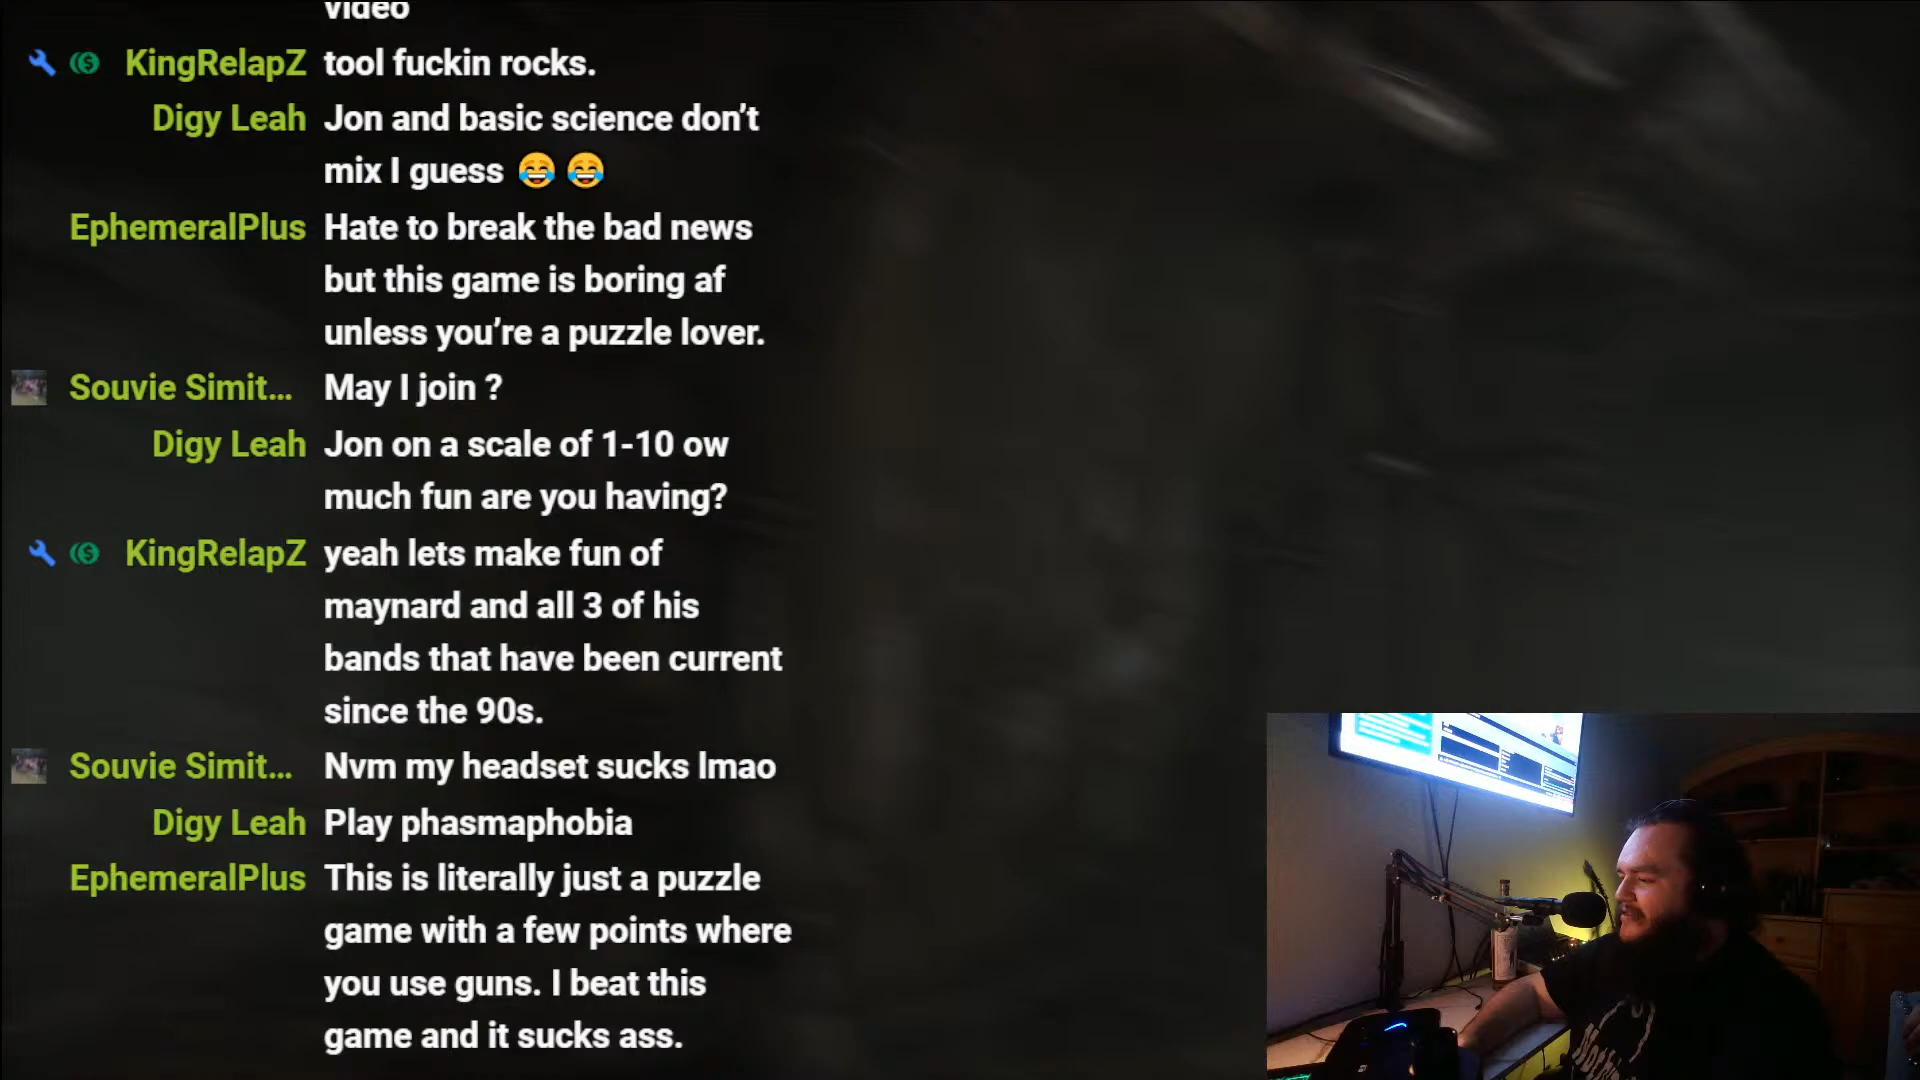 video
KingRelapZ tool fuckin rocks.
Digy Leah Jon and basic science don’t
mix I guess 😂 😂
EphemeralPlus Hate to break the bad news
but this game is boring af
unless you’re a puzzle lover.
Souvie Simit... May I join ?
Digy Leah Jon on a scale of 1-10 ow
much fun are you having?
KingRelapZ yeah lets make fun of
maynard and all 3 of his
bands that have been current
since the 90s.
Souvie Simit... Nvm my headset sucks lmao
Digy Leah Play phasmaphobia
EphemeralPlus This is literally just a puzzle
game with a few points where
you use guns. I beat this
game and it sucks ass.